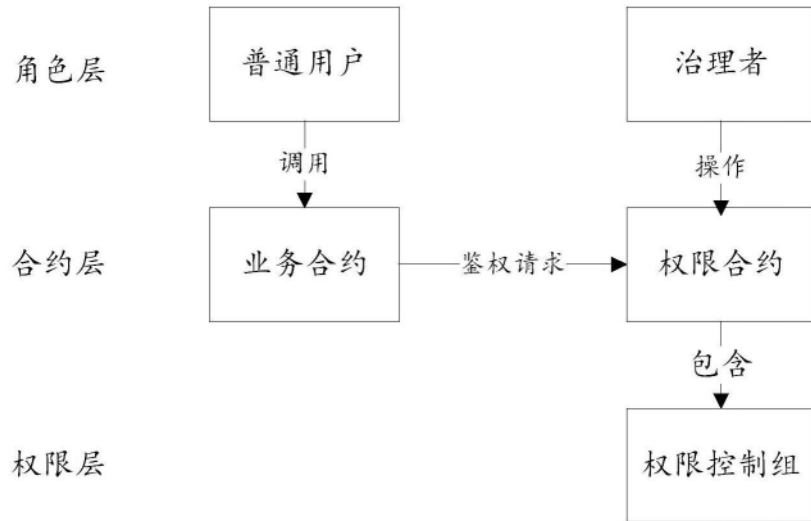 角色层 普通用户 治理者
调用 操作
合约层 业务合约 鉴权请求 权限合约
包含
权限层 权限控制组